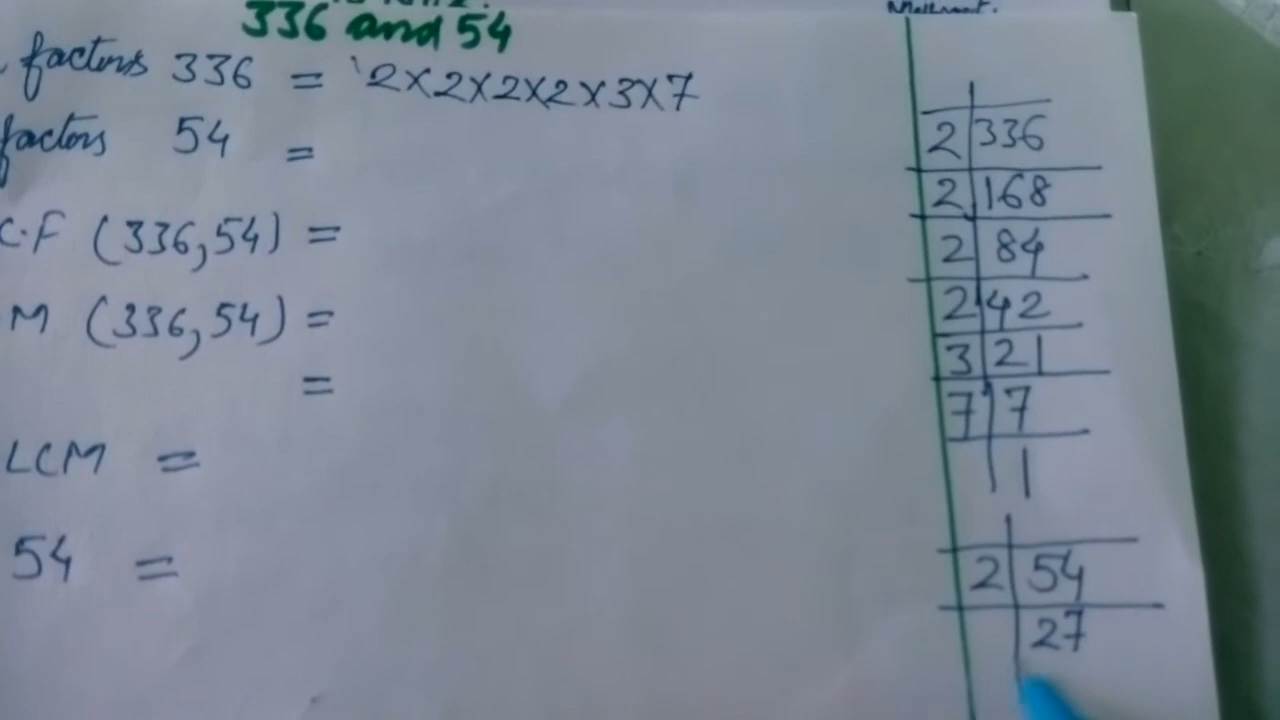 336 and 54
factors 336 = 2×2×2×2×3×7
factors 54 =
C.F (336,54) =
M (336,54) =
=
LCM =
54 =
2 336
2 168
2 84
2 42
3 21
7 7
1
2 54
27